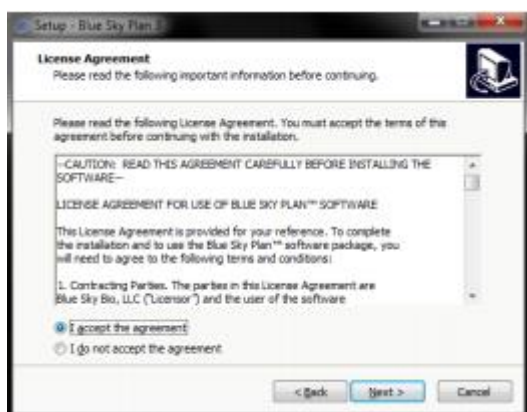 Setup - Blue Sky Plan 3
License Agreement
Please read the following important information before continuing.
Please read the following License Agreement. You must accept the terms of this
agreement before continuing with the installation.
--CAUTION: READ THIS AGREEMENT CAREFULLY BEFORE INSTALLING THE
SOFTWARE--
LICENSE AGREEMENT FOR USE OF BLUE SKY PLAN™ SOFTWARE
This License Agreement is provided for your reference. To complete
the installation and to use the Blue Sky Plan™ software package, you
will need to agree to the following terms and conditions:
1. Contracting Parties. The parties in this License Agreement are
Blue Sky Bio, LLC ("Licensor") and the user of the software
I accept the agreement
I do not accept the agreement
< Back Next > Cancel